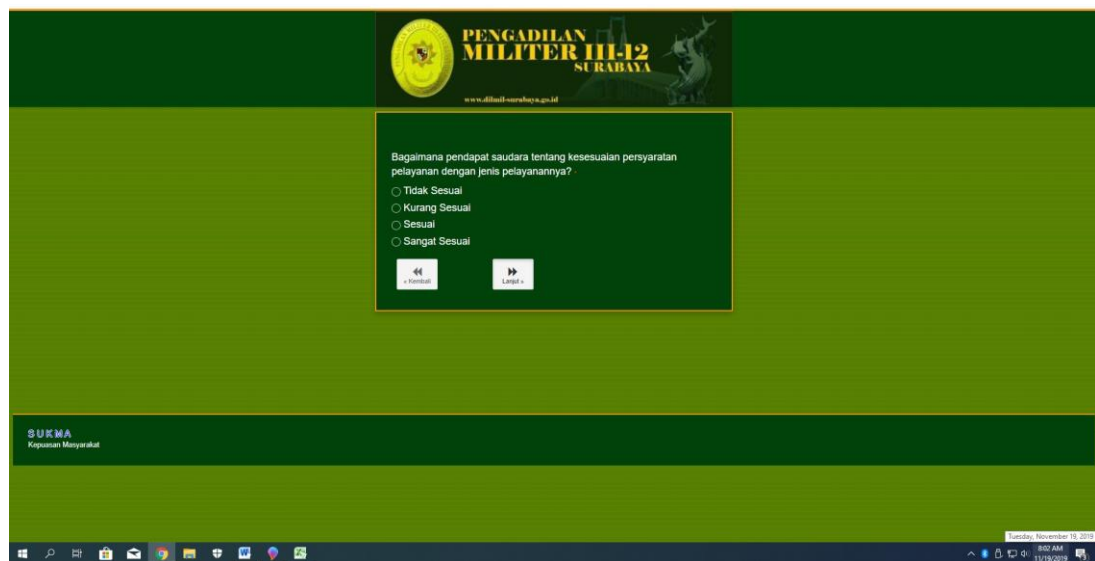 PENGADILAN
MILITER III-12
SURABAYA
www.dilmil-surabaya.go.id
Bagaimana pendapat saudara tentang kesesuaian persyaratan
pelayanan dengan jenis pelayanannya?
Tidak Sesuai
Kurang Sesuai
Sesuai
Sangat Sesuai
« Kembali
Lanjut »
SUKMA
Kepuasan Masyarakat
Tuesday, November 19, 2019
8:02 AM
11/19/2019